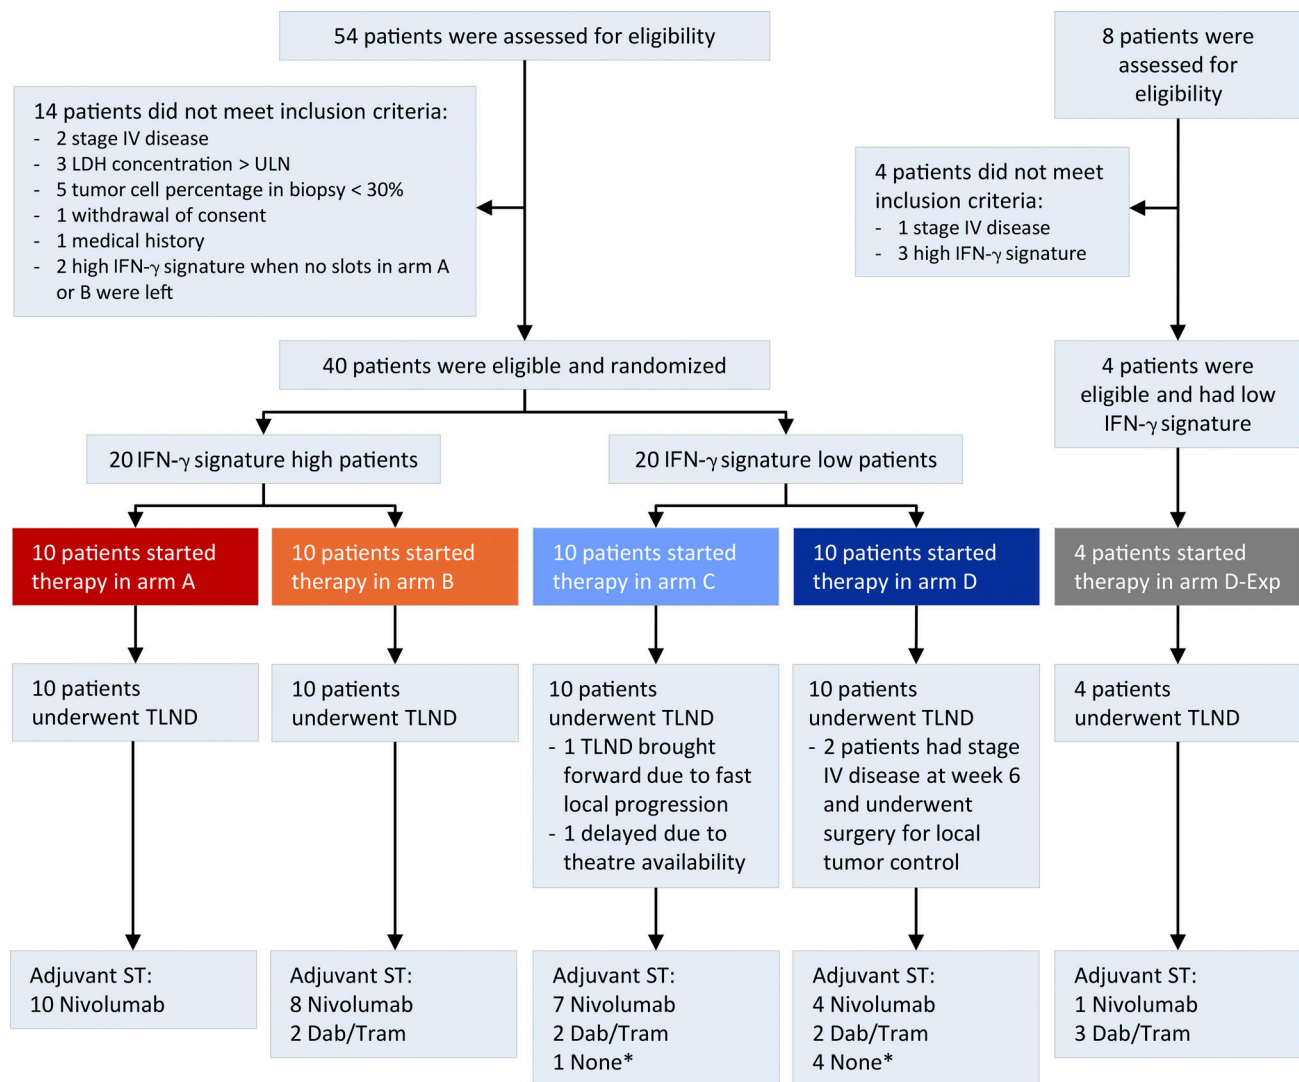 54 patients were assessed for eligibility
8 patients were
assessed for
eligibility
14 patients did not meet inclusion criteria:
- 2 stage IV disease
- 3 LDH concentration > ULN
- 5 tumor cell percentage in biopsy < 30%
- 1 withdrawal of consent
- 1 medical history
- 2 high IFN-γ signature when no slots in arm A
or B were left
4 patients did not meet
inclusion criteria:
- 1 stage IV disease
- 3 high IFN-γ signature
40 patients were eligible and randomized
4 patients were
eligible and had low
IFN-γ signature
20 IFN-γ signature high patients
20 IFN-γ signature low patients
10 patients started
therapy in arm A
10 patients started
therapy in arm B
10 patients started
therapy in arm C
10 patients started
therapy in arm D
4 patients started
therapy in arm D-Exp
10 patients
underwent TLND
10 patients
underwent TLND
10 patients
underwent TLND
- 1 TLND brought
forward due to fast
local progression
- 1 delayed due to
theatre availability
10 patients
underwent TLND
- 2 patients had stage
IV disease at week 6
and underwent
surgery for local
tumor control
4 patients
underwent TLND
Adjuvant ST:
10 Nivolumab
Adjuvant ST:
8 Nivolumab
2 Dab/Tram
Adjuvant ST:
7 Nivolumab
2 Dab/Tram
1 None*
Adjuvant ST:
4 Nivolumab
2 Dab/Tram
4 None*
Adjuvant ST:
1 Nivolumab
3 Dab/Tram